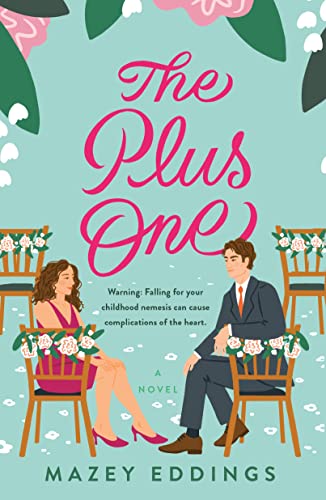 The
Plus
One
Warning: Falling for your
childhood nemesis can cause
complications of the heart.
A
NOVEL
MAZEY EDDINGS